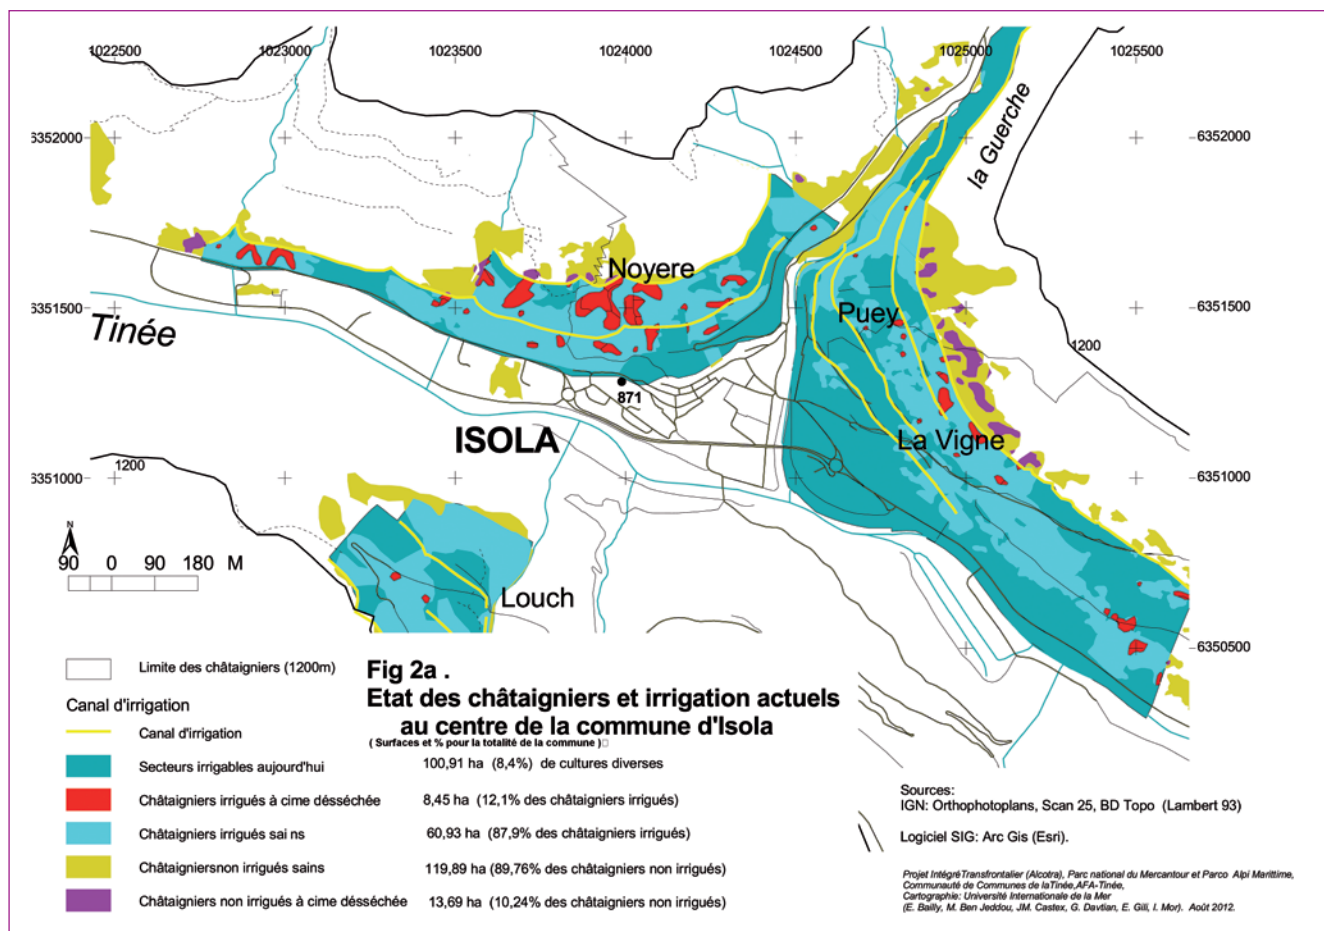 1022500 1023000 1023500 1024000 1024500 1025000 1025500
3352000
6352000
la Guerche
Noyere
3351500
6351500
Puey
Tinée
1200
871
ISOLA
La Vigne
1200
3351000
6351000
N
90 0 90 180 M
Louch
6350500
Limite des châtaigniers (1200m)
Canal d'irrigation
Canal d'irrigation
Secteurs irrigables aujourd'hui
Châtaigniers irrigués à cime désséchée
Châtaigniers irrigués sai ns
Châtaigniersnon irrigués sains
Châtaigniers non irrigués à cime désséchée
Fig 2a .
Etat des châtaigniers et irrigation actuels
au centre de la commune d'Isola
( Surfaces et % pour la totalité de la commune )
100,91 ha (8,4%) de cultures diverses
8,45 ha (12,1% des châtaigniers irrigués)
60,93 ha (87,9% des châtaigniers irrigués)
119,89 ha (89,76% des châtaigniers non irrigués)
13,69 ha (10,24% des châtaigniers non irrigués)
Sources:
IGN: Orthophotoplans, Scan 25, BD Topo (Lambert 93)
Logiciel SIG: Arc Gis (Esri).
Projet IntégréTransfrontalier (Alcotra), Parc national du Mercantour et Parco Alpi Marittime,
Communauté de Communes de laTinée,AFA-Tinée,
Cartographie: Université Internationale de la Mer
(E. Bailly, M. Ben Jeddou, JM. Castex, G. Davtian, E. Gili, I. Mor). Août 2012.